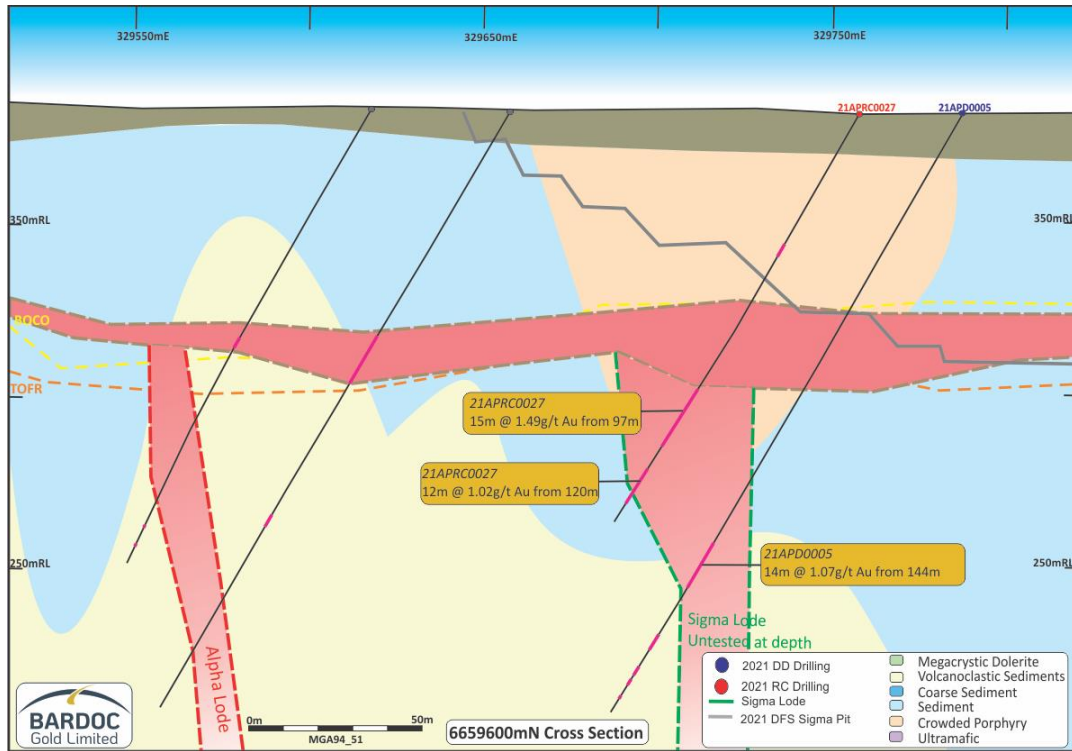 329550mE
329650mE
329750mE
21APRC0027
21APD0005
350mRL
350mRL
BOCO
TOFR
21APRC0027
15m @ 1.49g/t Au from 97m
21APRC0027
12m @ 1.02g/t Au from 120m
21APD0005
14m @ 1.07g/t Au from 144m
250mRL
250mRL
Sigma Lode
Untested at depth
Alpha Lode
BARDOC
Gold Limited
0m
50m
MGA94_51
6659600mN Cross Section
2021 DD Drilling
2021 RC Drilling
Sigma Lode
2021 DFS Sigma Pit
Megacrystic Dolerite
Volcanoclastic Sediments
Coarse Sediment
Sediment
Crowded Porphyry
Ultramafic